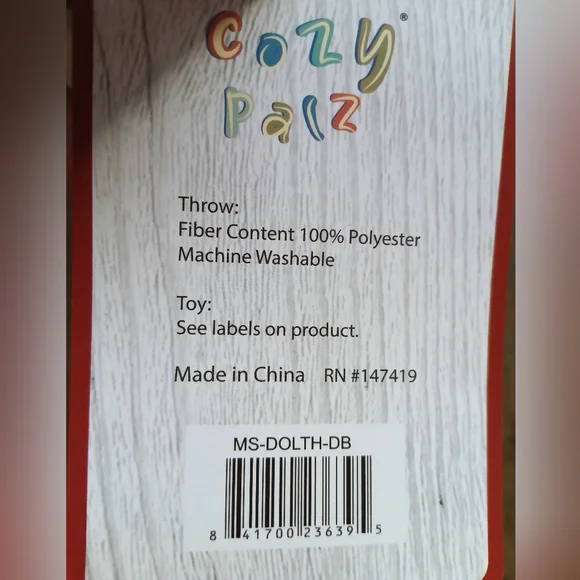 Cozy®
Palz
Throw:
Fiber Content 100% Polyester
Machine Washable
Toy:
See labels on product.
Made in China RN #147419
MS-DOLTH-DB
8 41700 23639 5